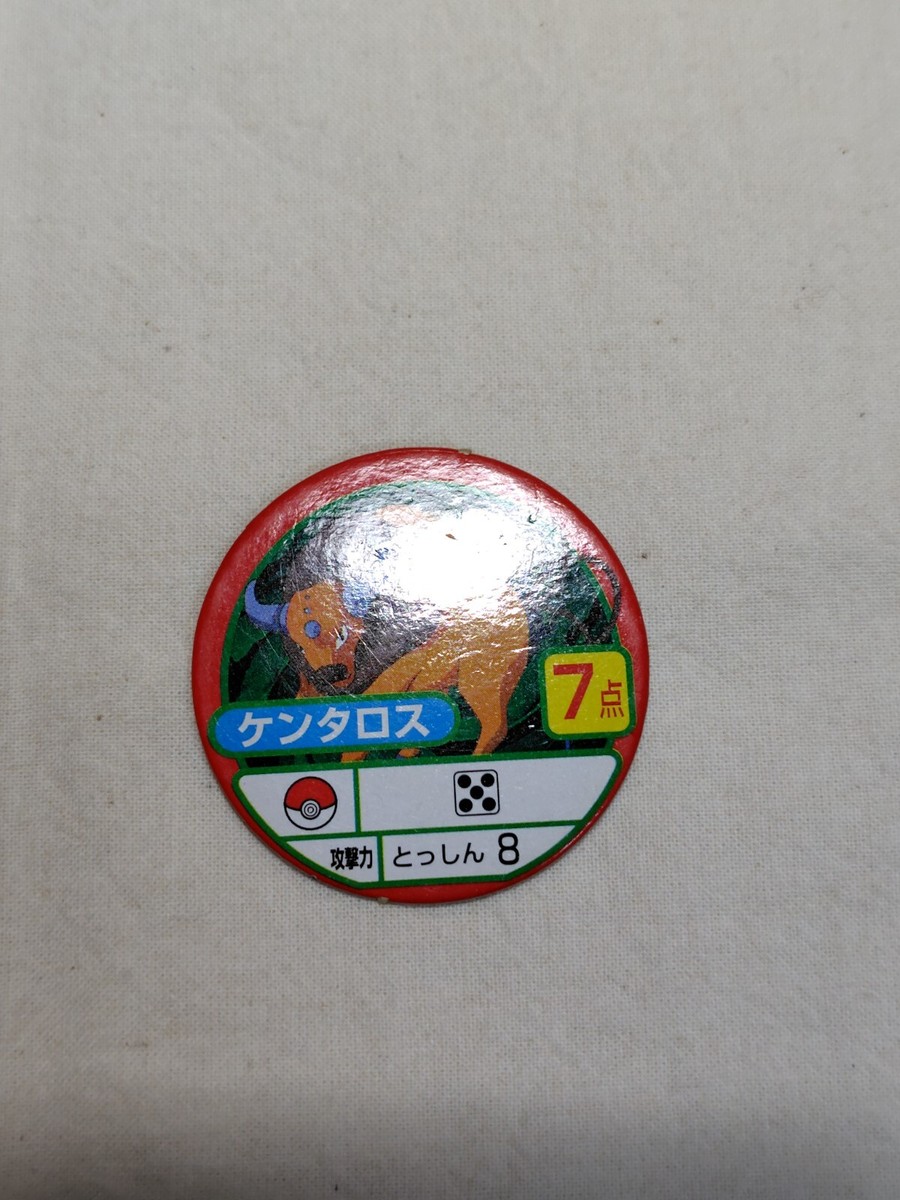 7点
ケンタロス
攻撃力 とっしん 8